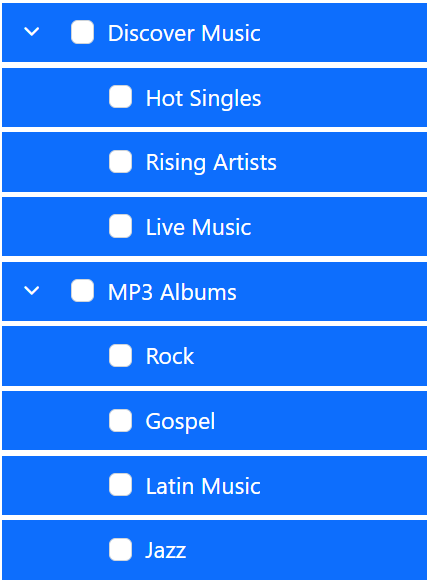 Discover Music
Hot Singles
Rising Artists
Live Music
MP3 Albums
Rock
Gospel
Latin Music
Jazz